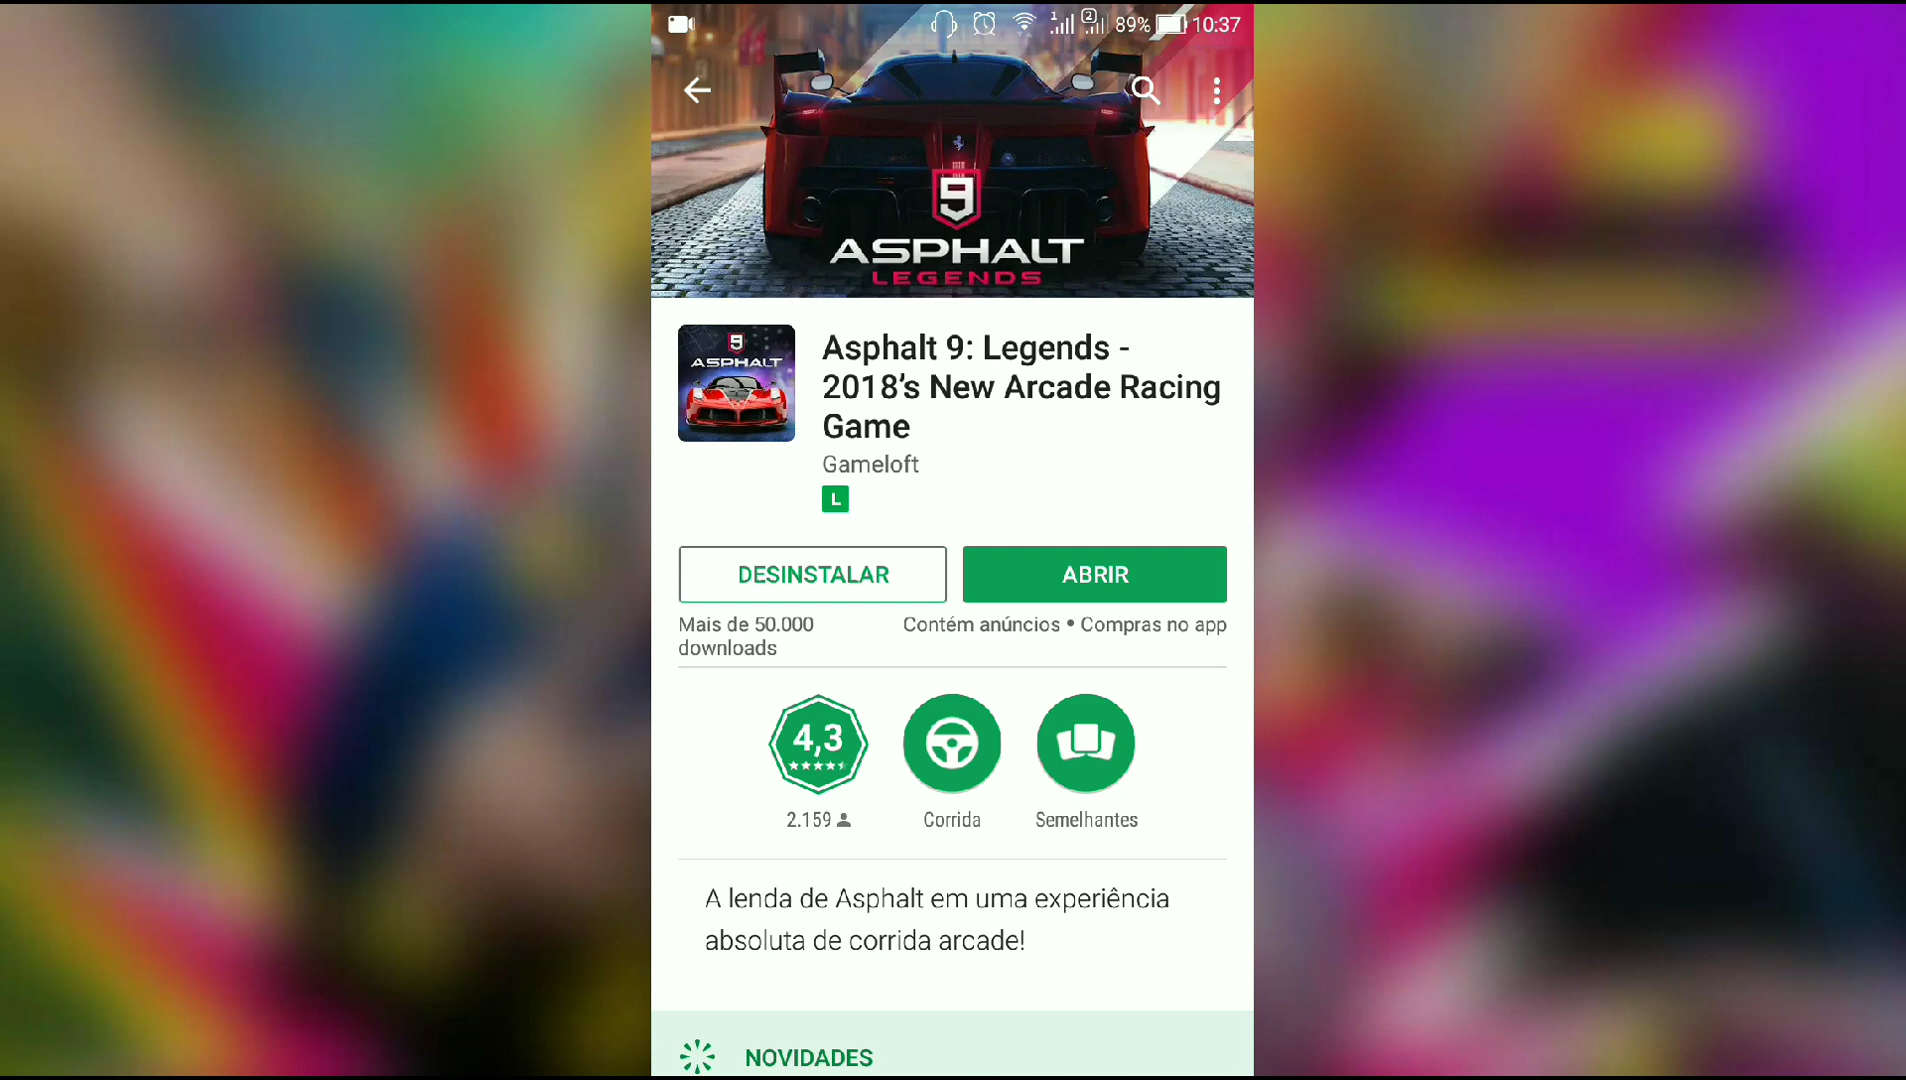 1 2 89% 10:37
9
ASPHALT
LEGENDS
9
ASPHALT
Asphalt 9: Legends -
2018’s New Arcade Racing
Game
Gameloft
L
DESINSTALAR
ABRIR
Mais de 50.000
downloads
Contém anúncios • Compras no app
4,3
2.159
Corrida
Semelhantes
A lenda de Asphalt em uma experiência
absoluta de corrida arcade!
NOVIDADES